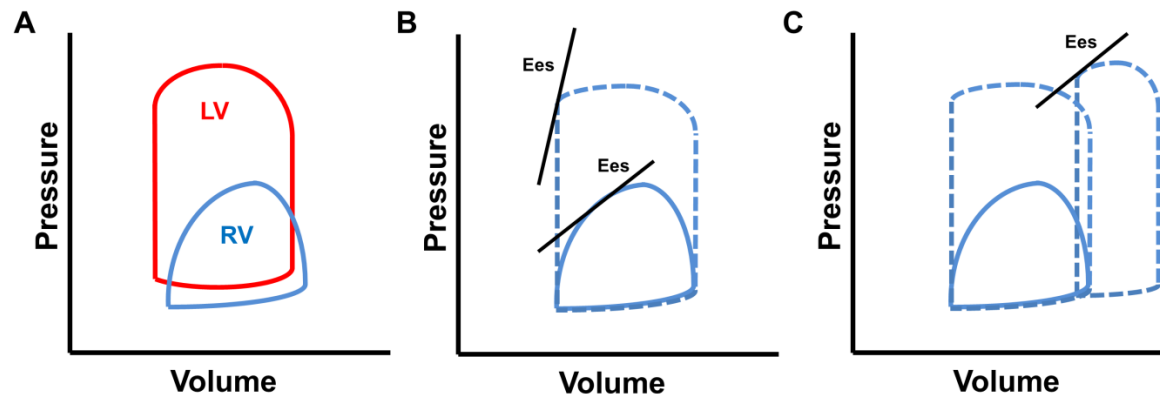 A
Pressure
LV
RV
Volume
B
Pressure
Ees
Ees
Volume
C
Pressure
Ees
Volume